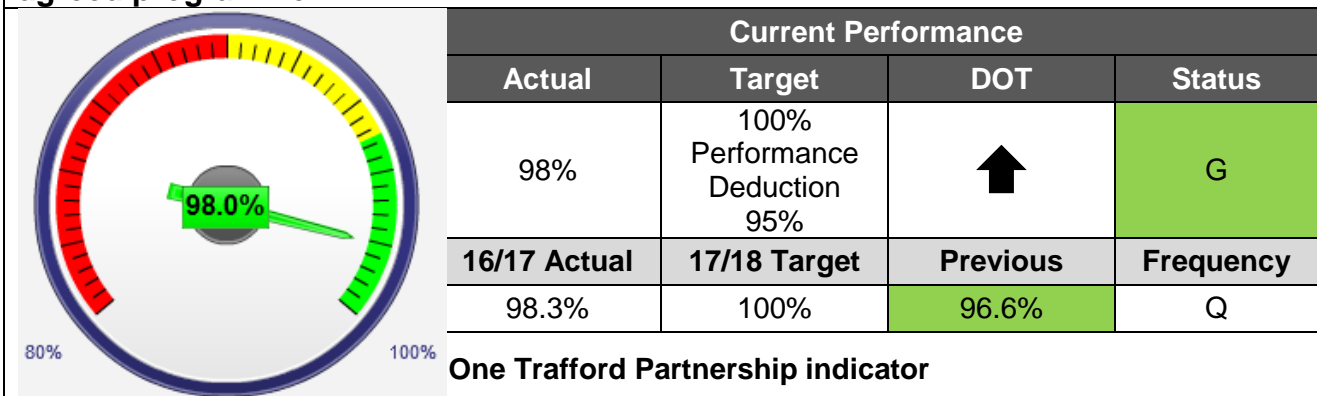 Current Performance
Actual Target DOT Status
98% 100% Performance Deduction 95% G
16/17 Actual 17/18 Target Previous Frequency
98.3% 100% 96.6% Q
98.0%
80% 100%
One Trafford Partnership indicator